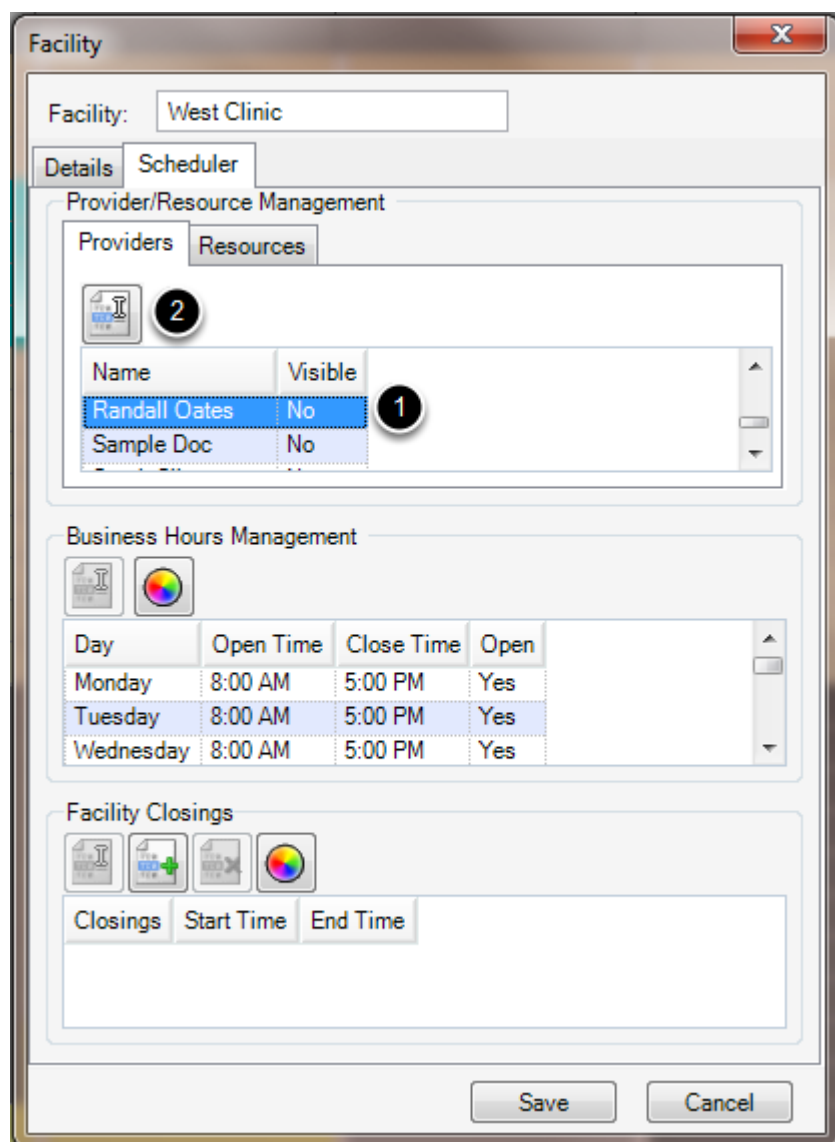 Facility
Facility: West Clinic
Details Scheduler
Provider/Resource Management
Providers Resources
2
Name Visible
Randall Oates No 1
Sample Doc No
Business Hours Management
Day Open Time Close Time Open
Monday 8:00 AM 5:00 PM Yes
Tuesday 8:00 AM 5:00 PM Yes
Wednesday 8:00 AM 5:00 PM Yes
Facility Closings
Closings Start Time End Time
Save Cancel